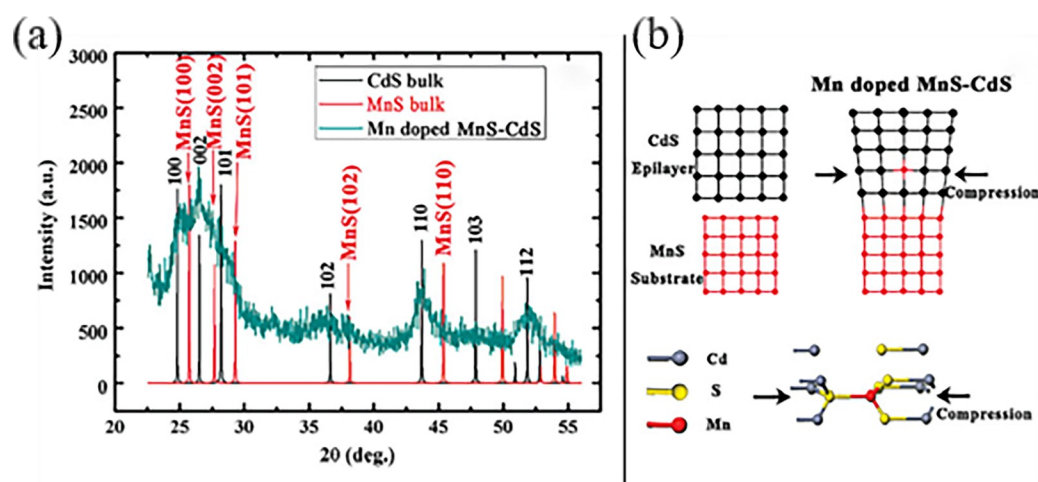 (a)
3000
2500
2000
1500
1000
500
0
Intensity (a.u.)
20
25
30
35
40
45
50
55
20 (deg.)
CdS bulk
MnS bulk
Mn doped MnS-CdS
100
MnS(100)
002
MnS(002)
101
MnS(101)
102
MnS(102)
110
MnS(110)
103
112
(b)
Mn doped MnS-CdS
CdS
Epilayer
Compression
MnS
Substrate
Cd
S
Mn
Compression